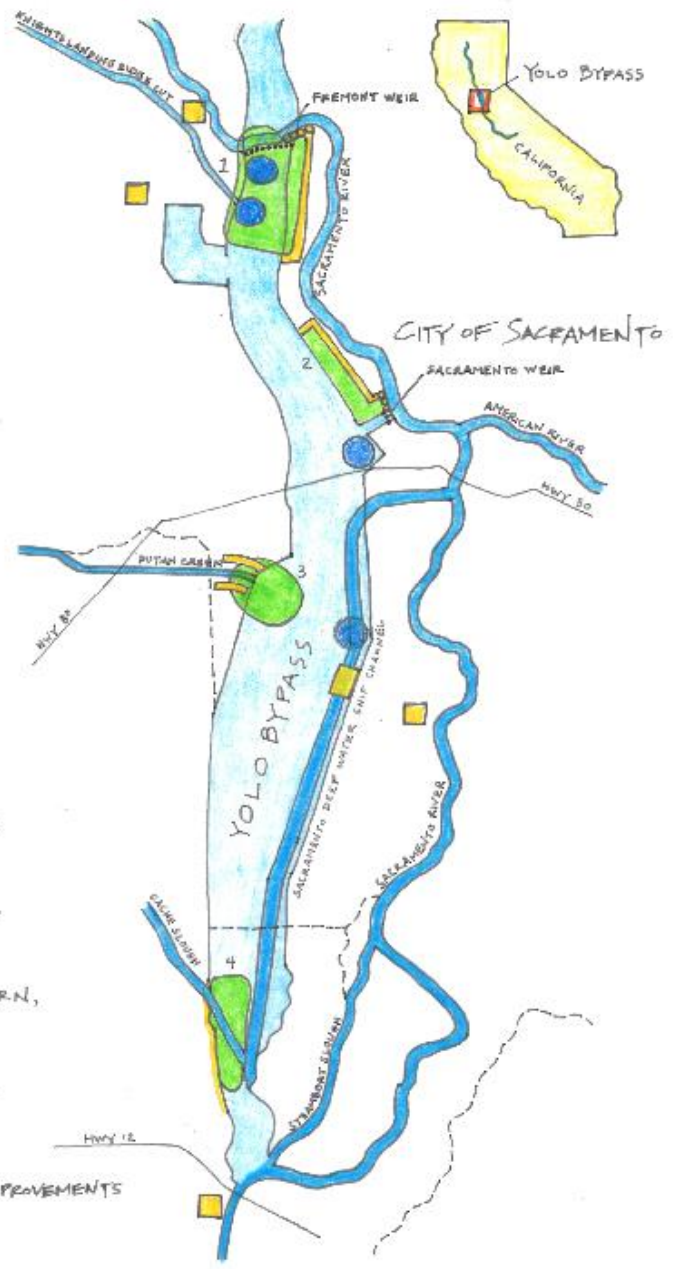 KNIGHTS LANDING RIDGE CUT
FREMONT WEIR
YOLO BYPASS
CALIFORNIA
1
SACRAMENTO RIVER
CITY OF SACRAMENTO
2
SACRAMENTO WEIR
AMERICAN RIVER
HWY 50
PUTAH CREEK
3
HWY 80
YOLO BYPASS
SACRAMENTO DEEP WATER SHIP CHANNEL
SACRAMENTO RIVER
CACHE SLOUGH
4
RN,
STEAMBOAT SLOUGH
HWY 12
PROVEMENTS